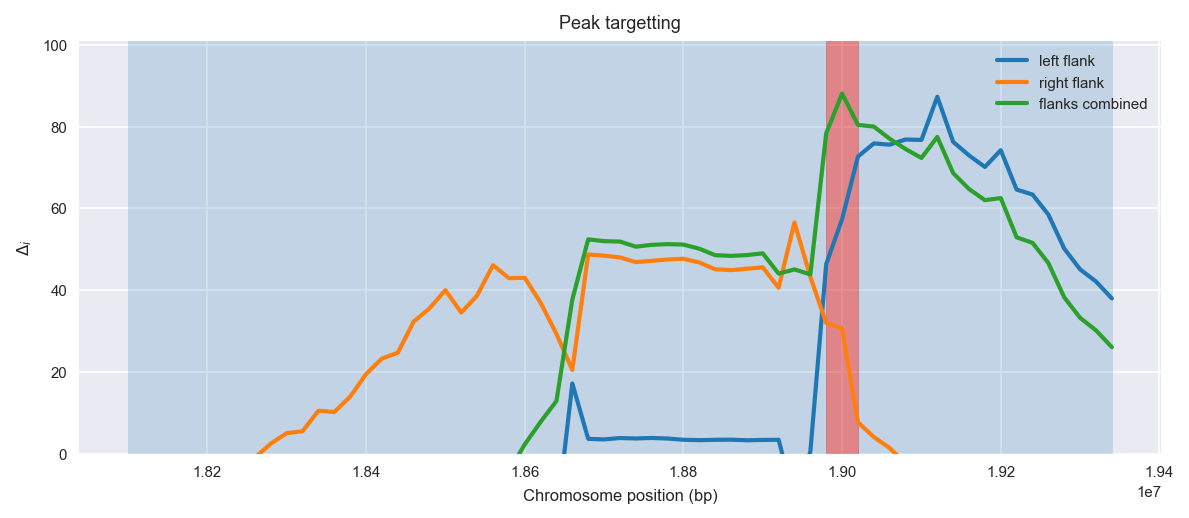 Peak targetting
100
80
60
40
20
0
Δi
left flank
right flank
flanks combined
1.82 1.84 1.86 1.88 1.90 1.92 1.94
1e7
Chromosome position (bp)